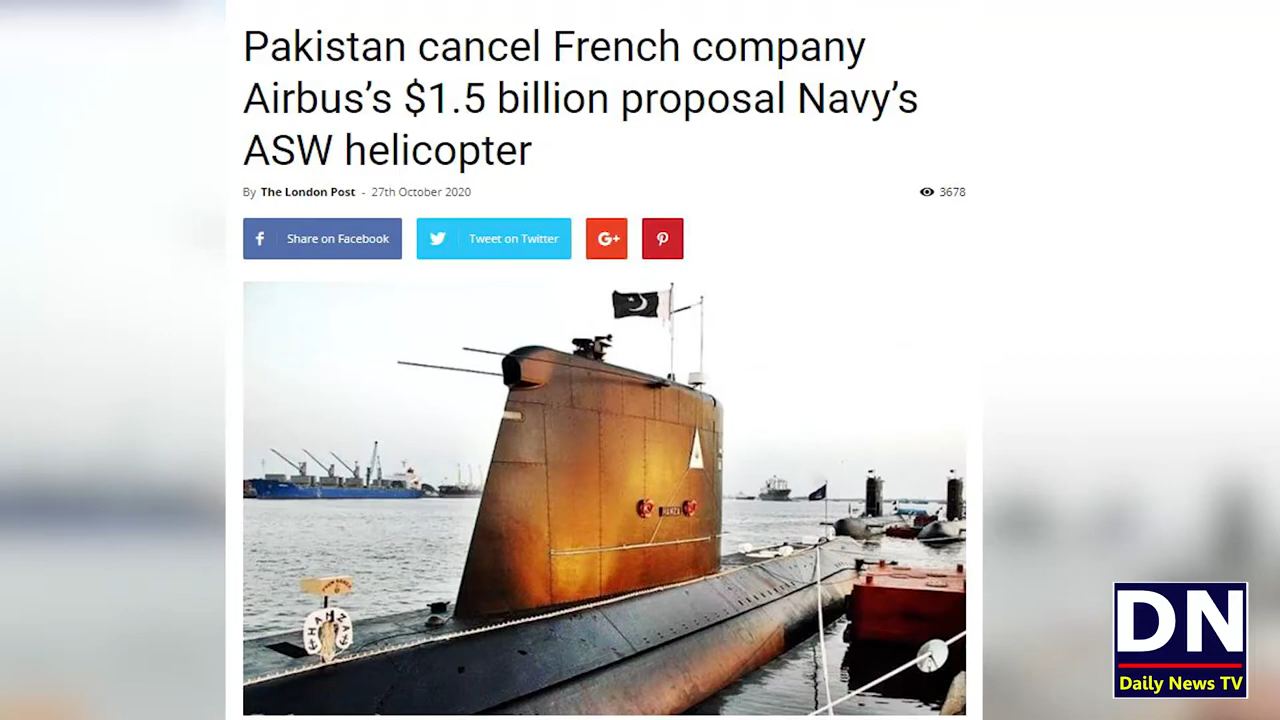 Pakistan cancel French company
Airbus’s $1.5 billion proposal Navy’s
ASW helicopter
By The London Post - 27th October 2020
3678
Share on Facebook
Tweet on Twitter
G+
HAMZA
DN
Daily News TV